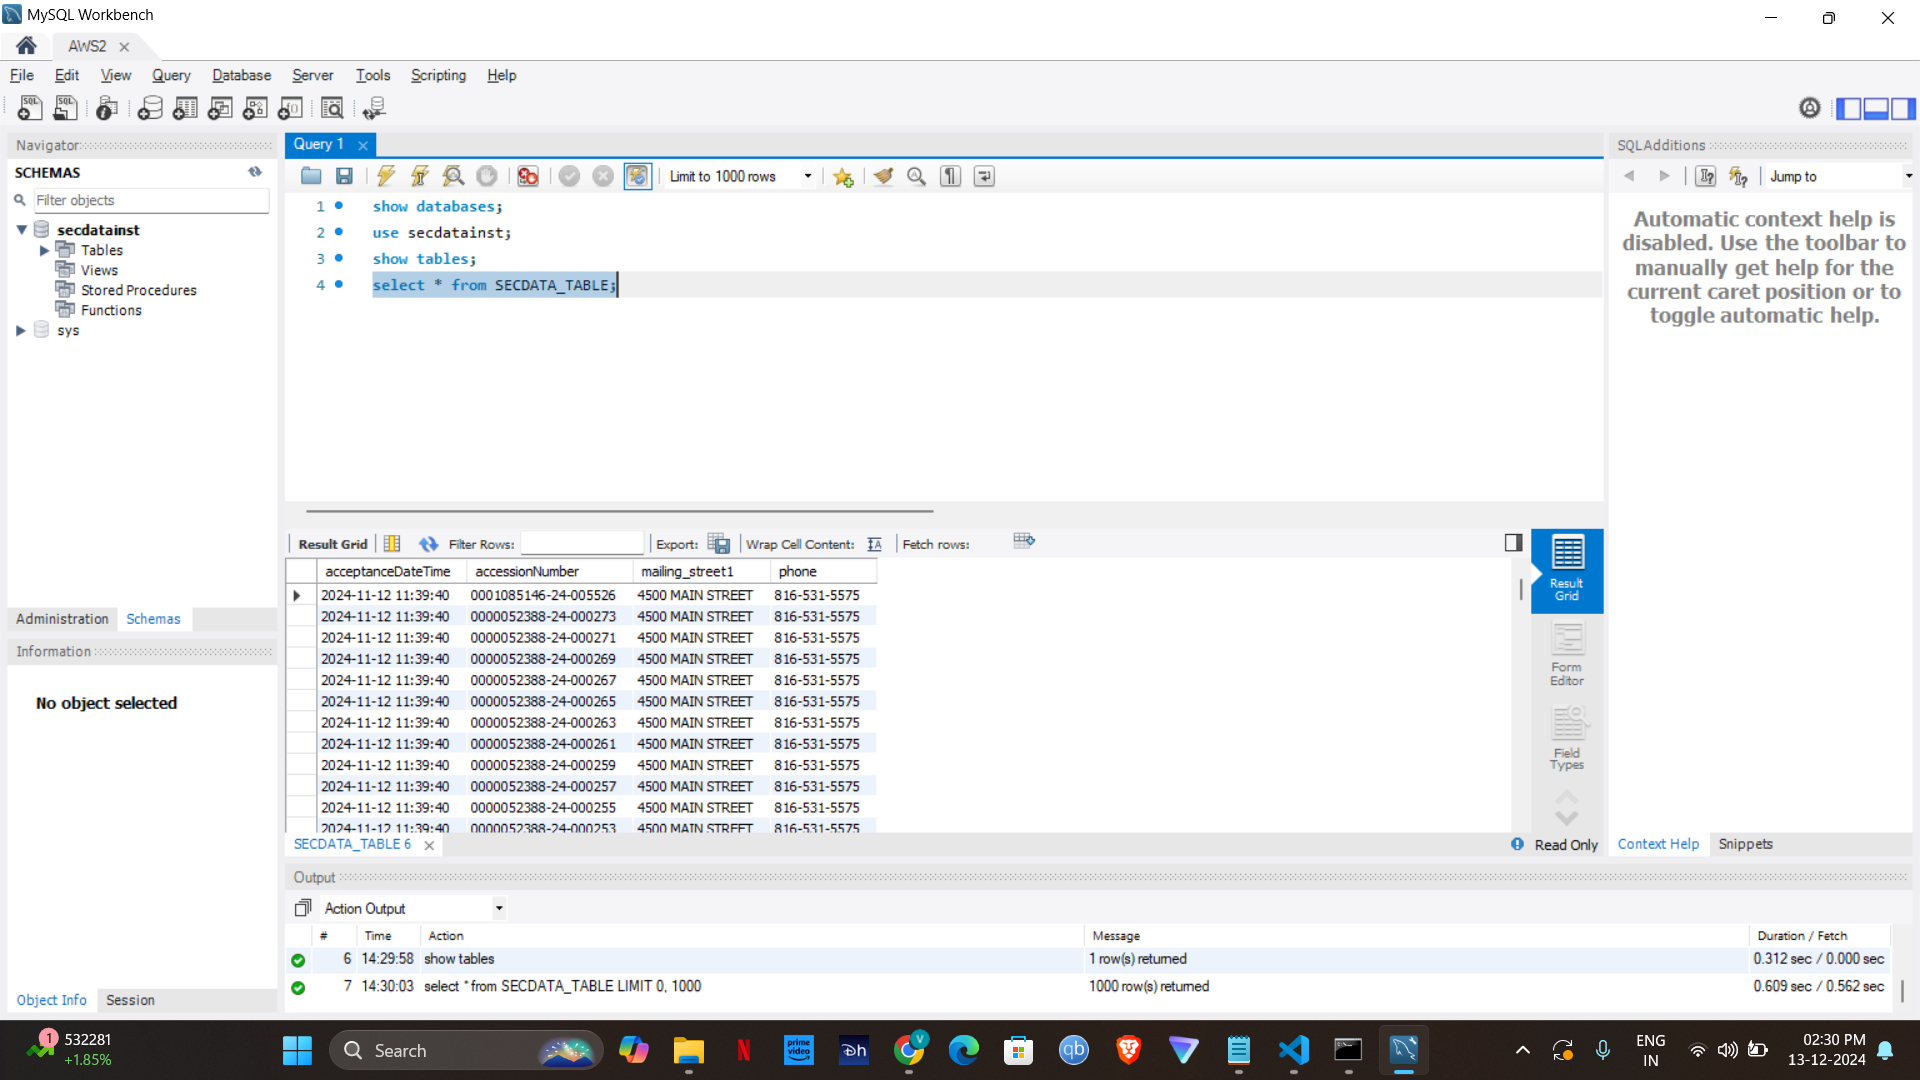 MySQL Workbench
AWS2
File Edit View Query Database Server Tools Scripting Help
Navigator
SCHEMAS
Filter objects
secdatainst
Tables
Views
Stored Procedures
Functions
sys
Administration Schemas
Information
No object selected
Object Info Session
Query 1
Limit to 1000 rows
1 show databases;
2 use secdatainst;
3 show tables;
4 select * from SECDATA_TABLE;
Result Grid Filter Rows: Export: Wrap Cell Content: Fetch rows:
acceptanceDateTime accessionNumber mailing_street1 phone
2024-11-12 11:39:40 0001085146-24-005526 4500 MAIN STREET 816-531-5575
2024-11-12 11:39:40 0000052388-24-000273 4500 MAIN STREET 816-531-5575
2024-11-12 11:39:40 0000052388-24-000271 4500 MAIN STREET 816-531-5575
2024-11-12 11:39:40 0000052388-24-000269 4500 MAIN STREET 816-531-5575
2024-11-12 11:39:40 0000052388-24-000267 4500 MAIN STREET 816-531-5575
2024-11-12 11:39:40 0000052388-24-000265 4500 MAIN STREET 816-531-5575
2024-11-12 11:39:40 0000052388-24-000263 4500 MAIN STREET 816-531-5575
2024-11-12 11:39:40 0000052388-24-000261 4500 MAIN STREET 816-531-5575
2024-11-12 11:39:40 0000052388-24-000259 4500 MAIN STREET 816-531-5575
2024-11-12 11:39:40 0000052388-24-000257 4500 MAIN STREET 816-531-5575
2024-11-12 11:39:40 0000052388-24-000255 4500 MAIN STREET 816-531-5575
2024-11-12 11:39:40 0000052388-24-000253 4500 MAIN STREET 816-531-5575
Result
Grid
Form
Editor
Field
Types
SECDATA_TABLE 6
Read Only
SQLAdditions
Jump to
Automatic context help is
disabled. Use the toolbar to
manually get help for the
current caret position or to
toggle automatic help.
Context Help Snippets
Output
Action Output
# Time Action Message Duration / Fetch
6 14:29:58 show tables 1 row(s) returned 0.312 sec / 0.000 sec
7 14:30:03 select * from SECDATA_TABLE LIMIT 0, 1000 1000 row(s) returned 0.609 sec / 0.562 sec
1
532281
+1.85%
Search
N
prime
video
Dh
V
qb
ENG
IN
02:30 PM
13-12-2024